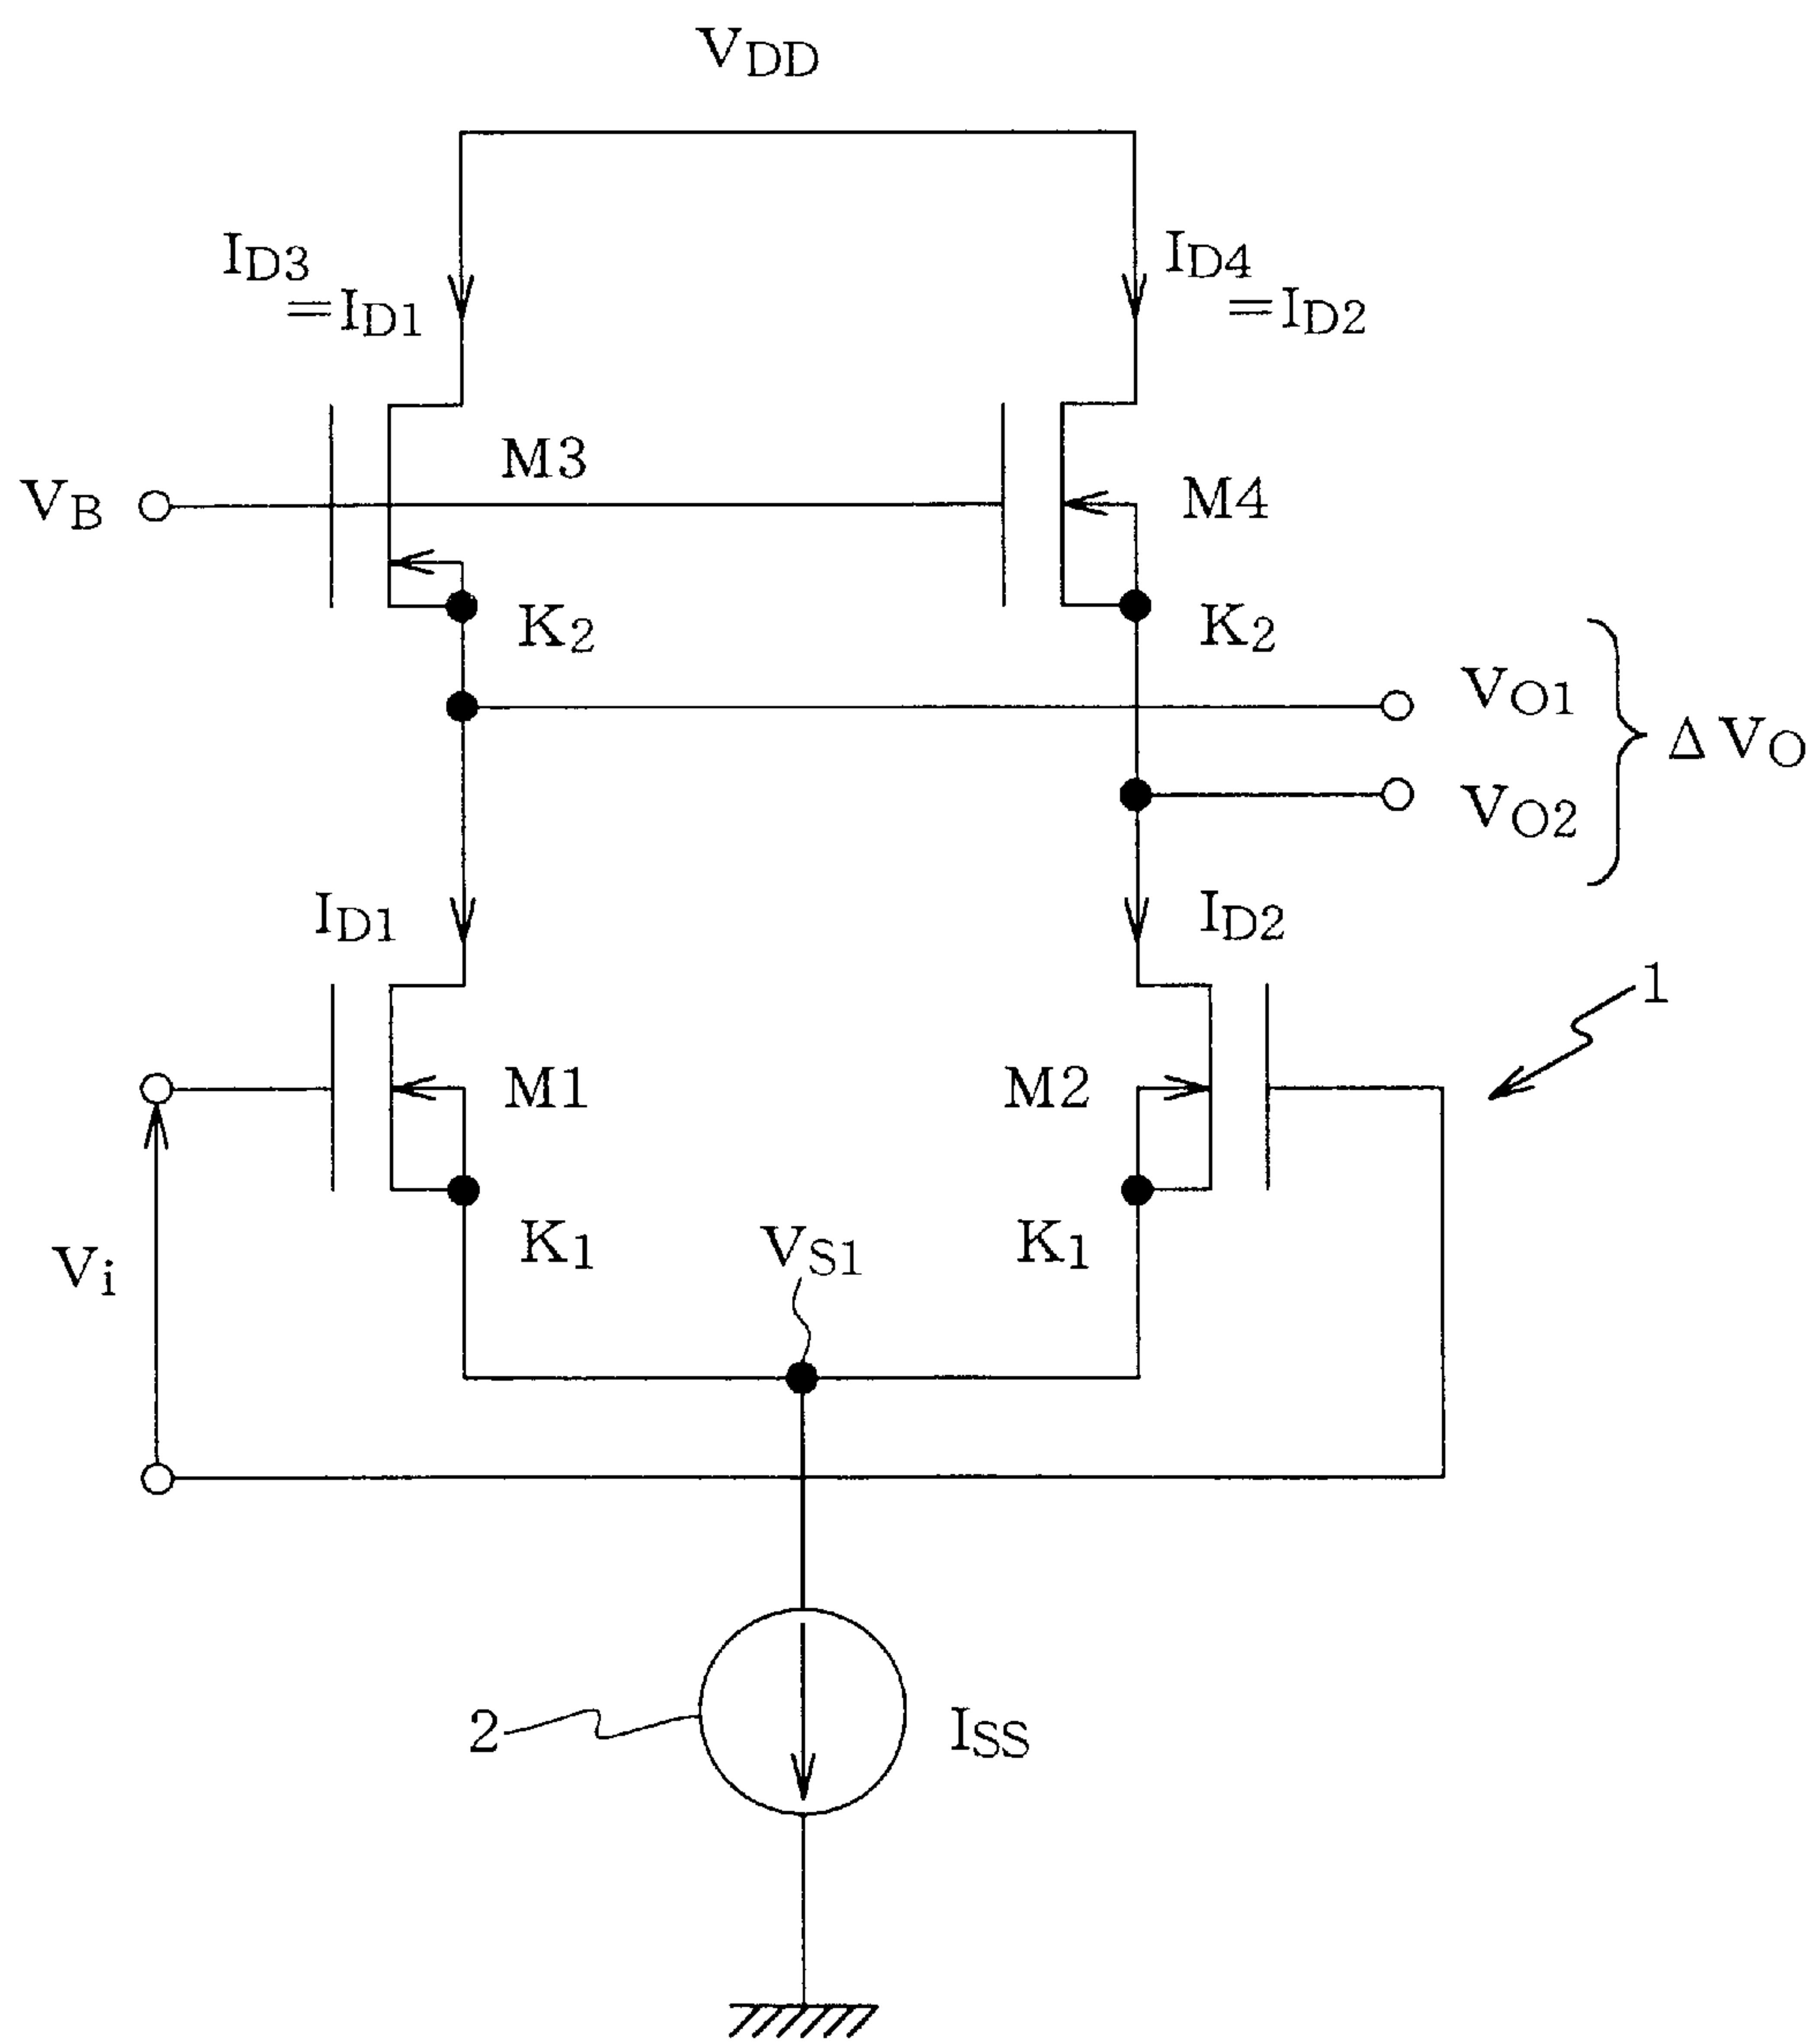 VDD
ID3
=ID1
ID4
=ID2
M3
VB
M4
K2
K2
VO1
ΔVO
VO2
ID1
ID2
1
M1
M2
K1
VS1
K1
Vi
2
ISS